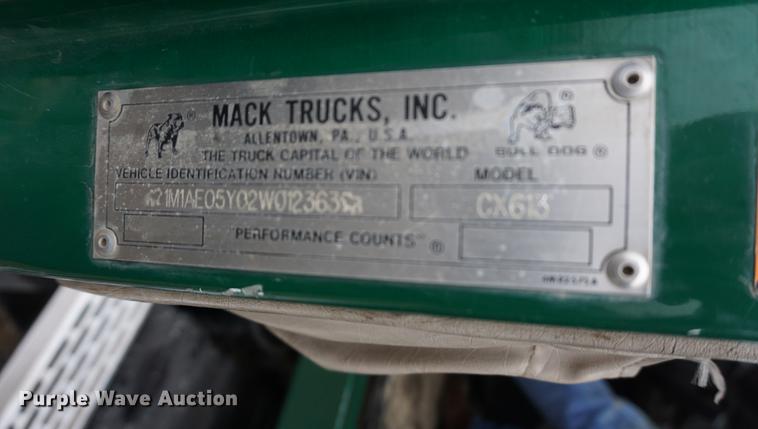 MACK TRUCKS, INC.
ALLENTOWN, PA., U.S.A.
THE TRUCK CAPITAL OF THE WORLD
BULL DOG ®
VEHICLE IDENTIFICATION NUMBER (VIN)
MODEL
1M1AE05Y02W012363
CX613
"PERFORMANCE COUNTS" ®
Purple Wave Auction